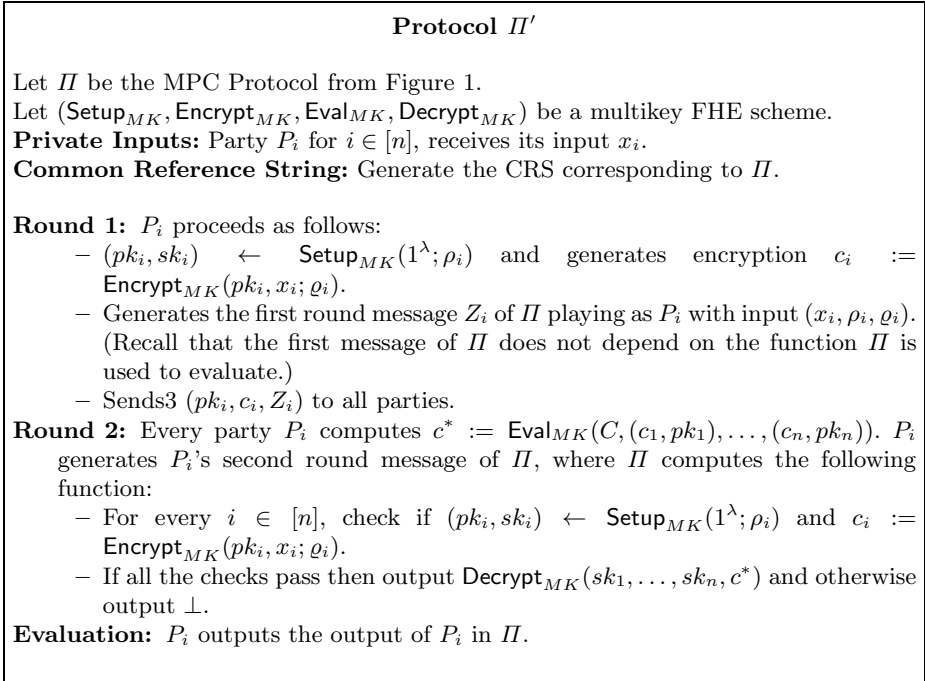 Protocol Π′
Let Π be the MPC Protocol from Figure 1.
Let (Setup_MK, Encrypt_MK, Eval_MK, Decrypt_MK) be a multikey FHE scheme.
Private Inputs: Party P_i for i ∈ [n], receives its input x_i.
Common Reference String: Generate the CRS corresponding to Π.
Round 1: P_i proceeds as follows:
– (pk_i, sk_i) ← Setup_MK(1^λ; ρ_i) and generates encryption c_i :=
Encrypt_MK(pk_i, x_i; ϱ_i).
– Generates the first round message Z_i of Π playing as P_i with input (x_i, ρ_i, ϱ_i).
(Recall that the first message of Π does not depend on the function Π is
used to evaluate.)
– Sends3 (pk_i, c_i, Z_i) to all parties.
Round 2: Every party P_i computes c* := Eval_MK(C, (c_1, pk_1), . . . , (c_n, pk_n)). P_i
generates P_i's second round message of Π, where Π computes the following
function:
– For every i ∈ [n], check if (pk_i, sk_i) ← Setup_MK(1^λ; ρ_i) and c_i :=
Encrypt_MK(pk_i, x_i; ϱ_i).
– If all the checks pass then output Decrypt_MK(sk_1, . . . , sk_n, c*) and otherwise
output ⊥.
Evaluation: P_i outputs the output of P_i in Π.